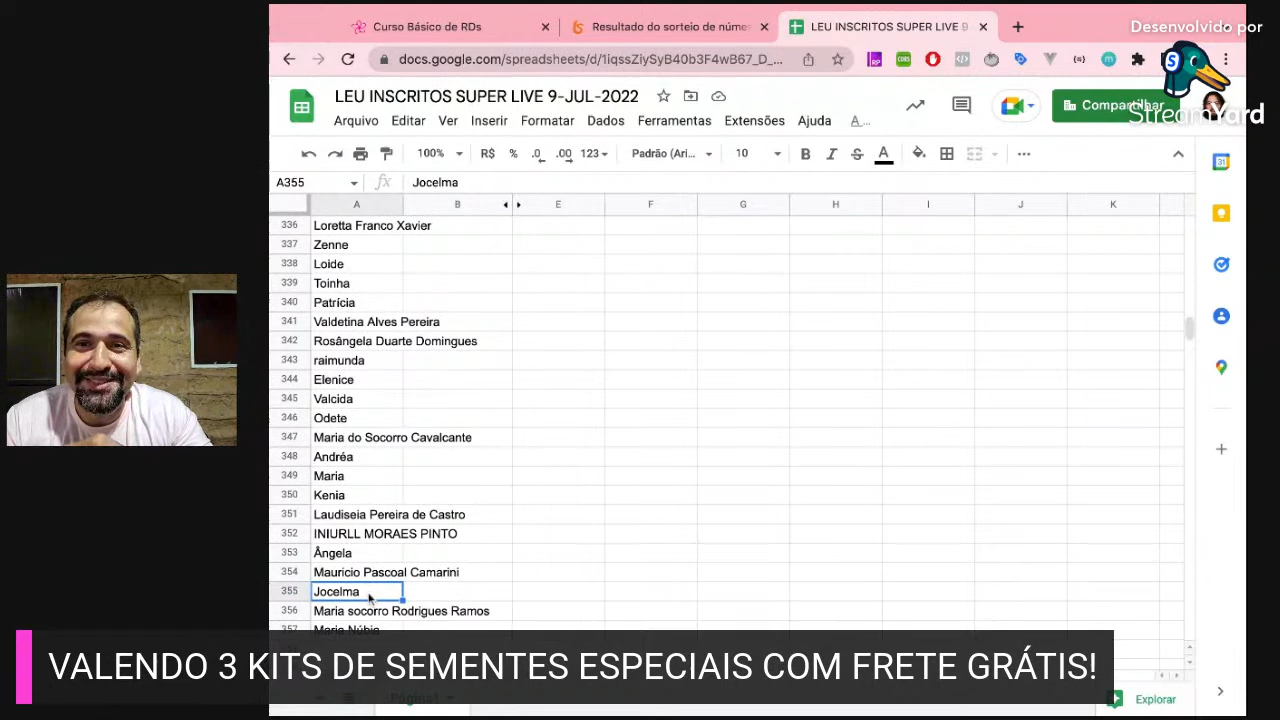 Curso Básico de RDs
Resultado do sorteio de núme
LEU INSCRITOS SUPER LIVE 9
Desenvolvido por
docs.google.com/spreadsheets/d/1iqssZiySyB40b3F4wB67_D_...
StreamYard
LEU INSCRITOS SUPER LIVE 9-JUL-2022
Compartilhar
Arquivo Editar Ver Inserir Formatar Dados Ferramentas Extensões Ajuda A...
100% R$ % .0 .00 123 Padrão (Ari... 10 B I S A
A355 fx Jocelma
A B E F G H I J K
336 Loretta Franco Xavier
337 Zenne
338 Loide
339 Toinha
340 Patrícia
341 Valdetina Alves Pereira
342 Rosângela Duarte Domingues
343 raimunda
344 Elenice
345 Valcida
346 Odete
347 Maria do Socorro Cavalcante
348 Andréa
349 Maria
350 Kenia
351 Laudiseia Pereira de Castro
352 INIURLL MORAES PINTO
353 Ângela
354 Mauricio Pascoal Camarini
355 Jocelma
356 Maria socorro Rodrigues Ramos
357 Maria Núbia
VALENDO 3 KITS DE SEMENTES ESPECIAIS COM FRETE GRÁTIS!
Página1
Explorar